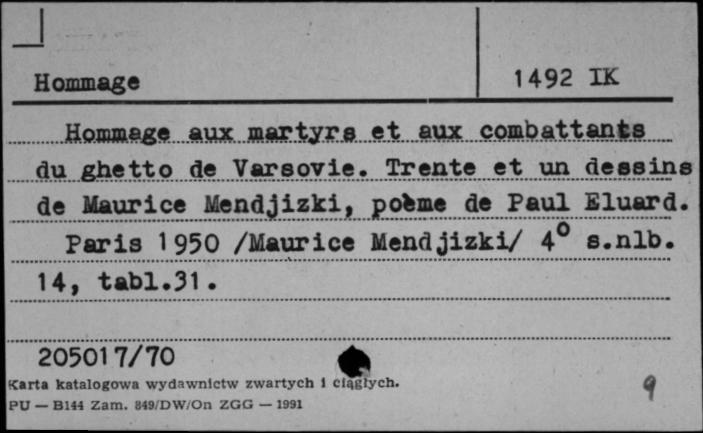 Hommage
1492 IK
Hommage aux martyrs et aux combattants
du ghetto de Varsovie. Trente et un dessins
de Maurice Mendjizki, poème de Paul Eluard.
Paris 1950 /Maurice Mendjizki/ 4° s.nlb.
14, tabl.31.
205017/70
Karta katalogowa wydawnictw zwartych i ciągłych.
PU — B144 Zam. 849/DW/On ZGG — 1991
9